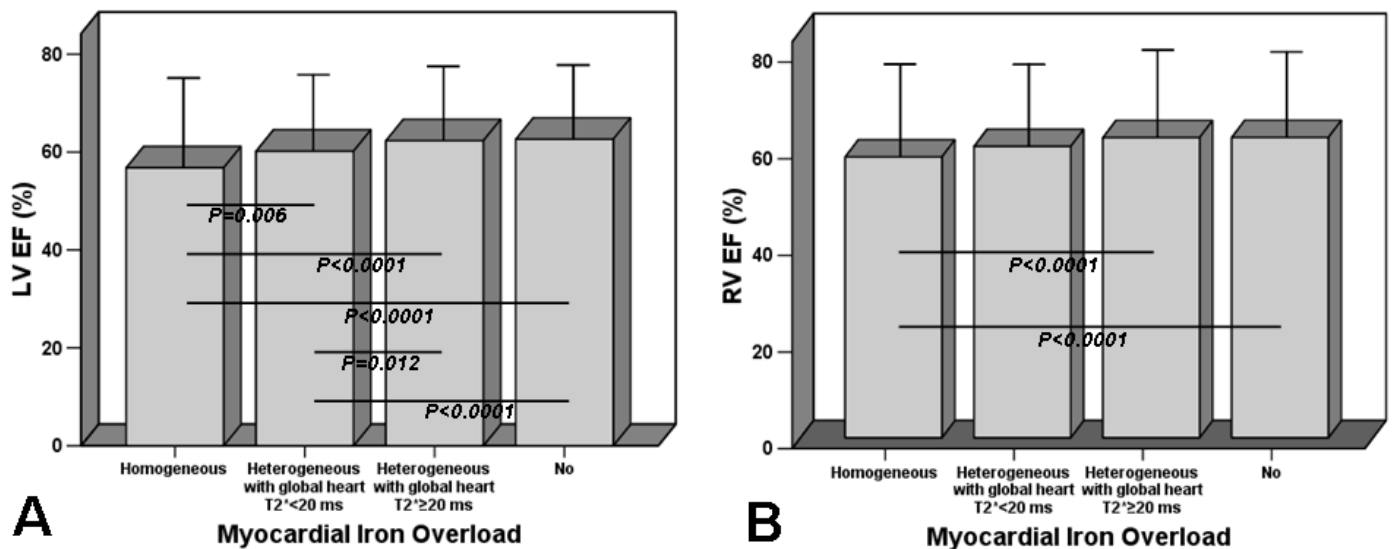 80
60
40
20
0
LV EF (%)
P=0.006
P<0.0001
P<0.0001
P=0.012
P<0.0001
Homogeneous
Heterogeneous
with global heart
T2*<20 ms
Heterogeneous
with global heart
T2*≥20 ms
No
Myocardial Iron Overload
A
80
60
40
20
0
RV EF (%)
P<0.0001
P<0.0001
Homogeneous
Heterogeneous
with global heart
T2*<20 ms
Heterogeneous
with global heart
T2*≥20 ms
No
Myocardial Iron Overload
B